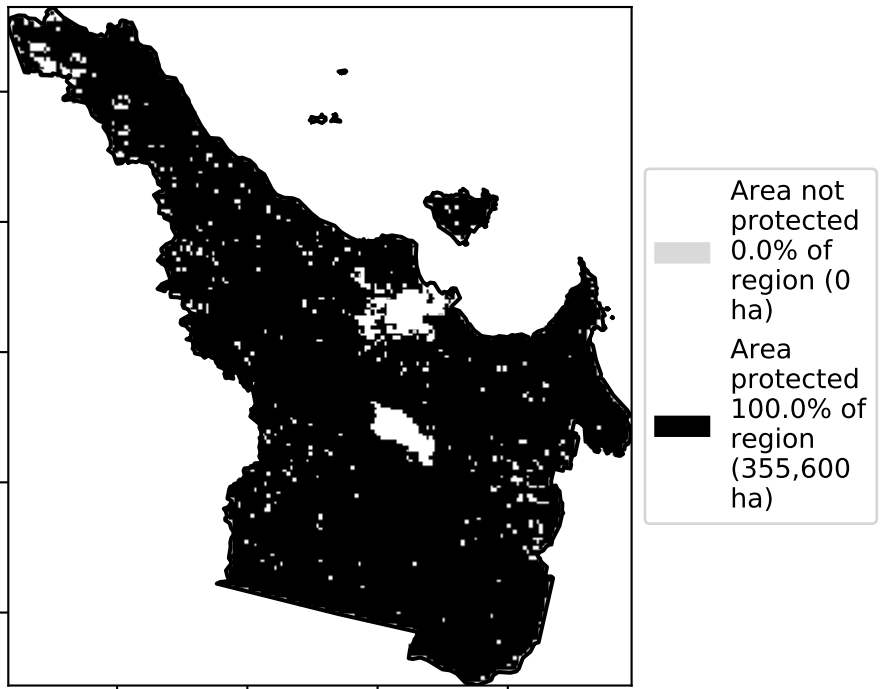 Area not
protected
0.0% of
region (0
ha)
Area
protected
100.0% of
region
(355,600
ha)